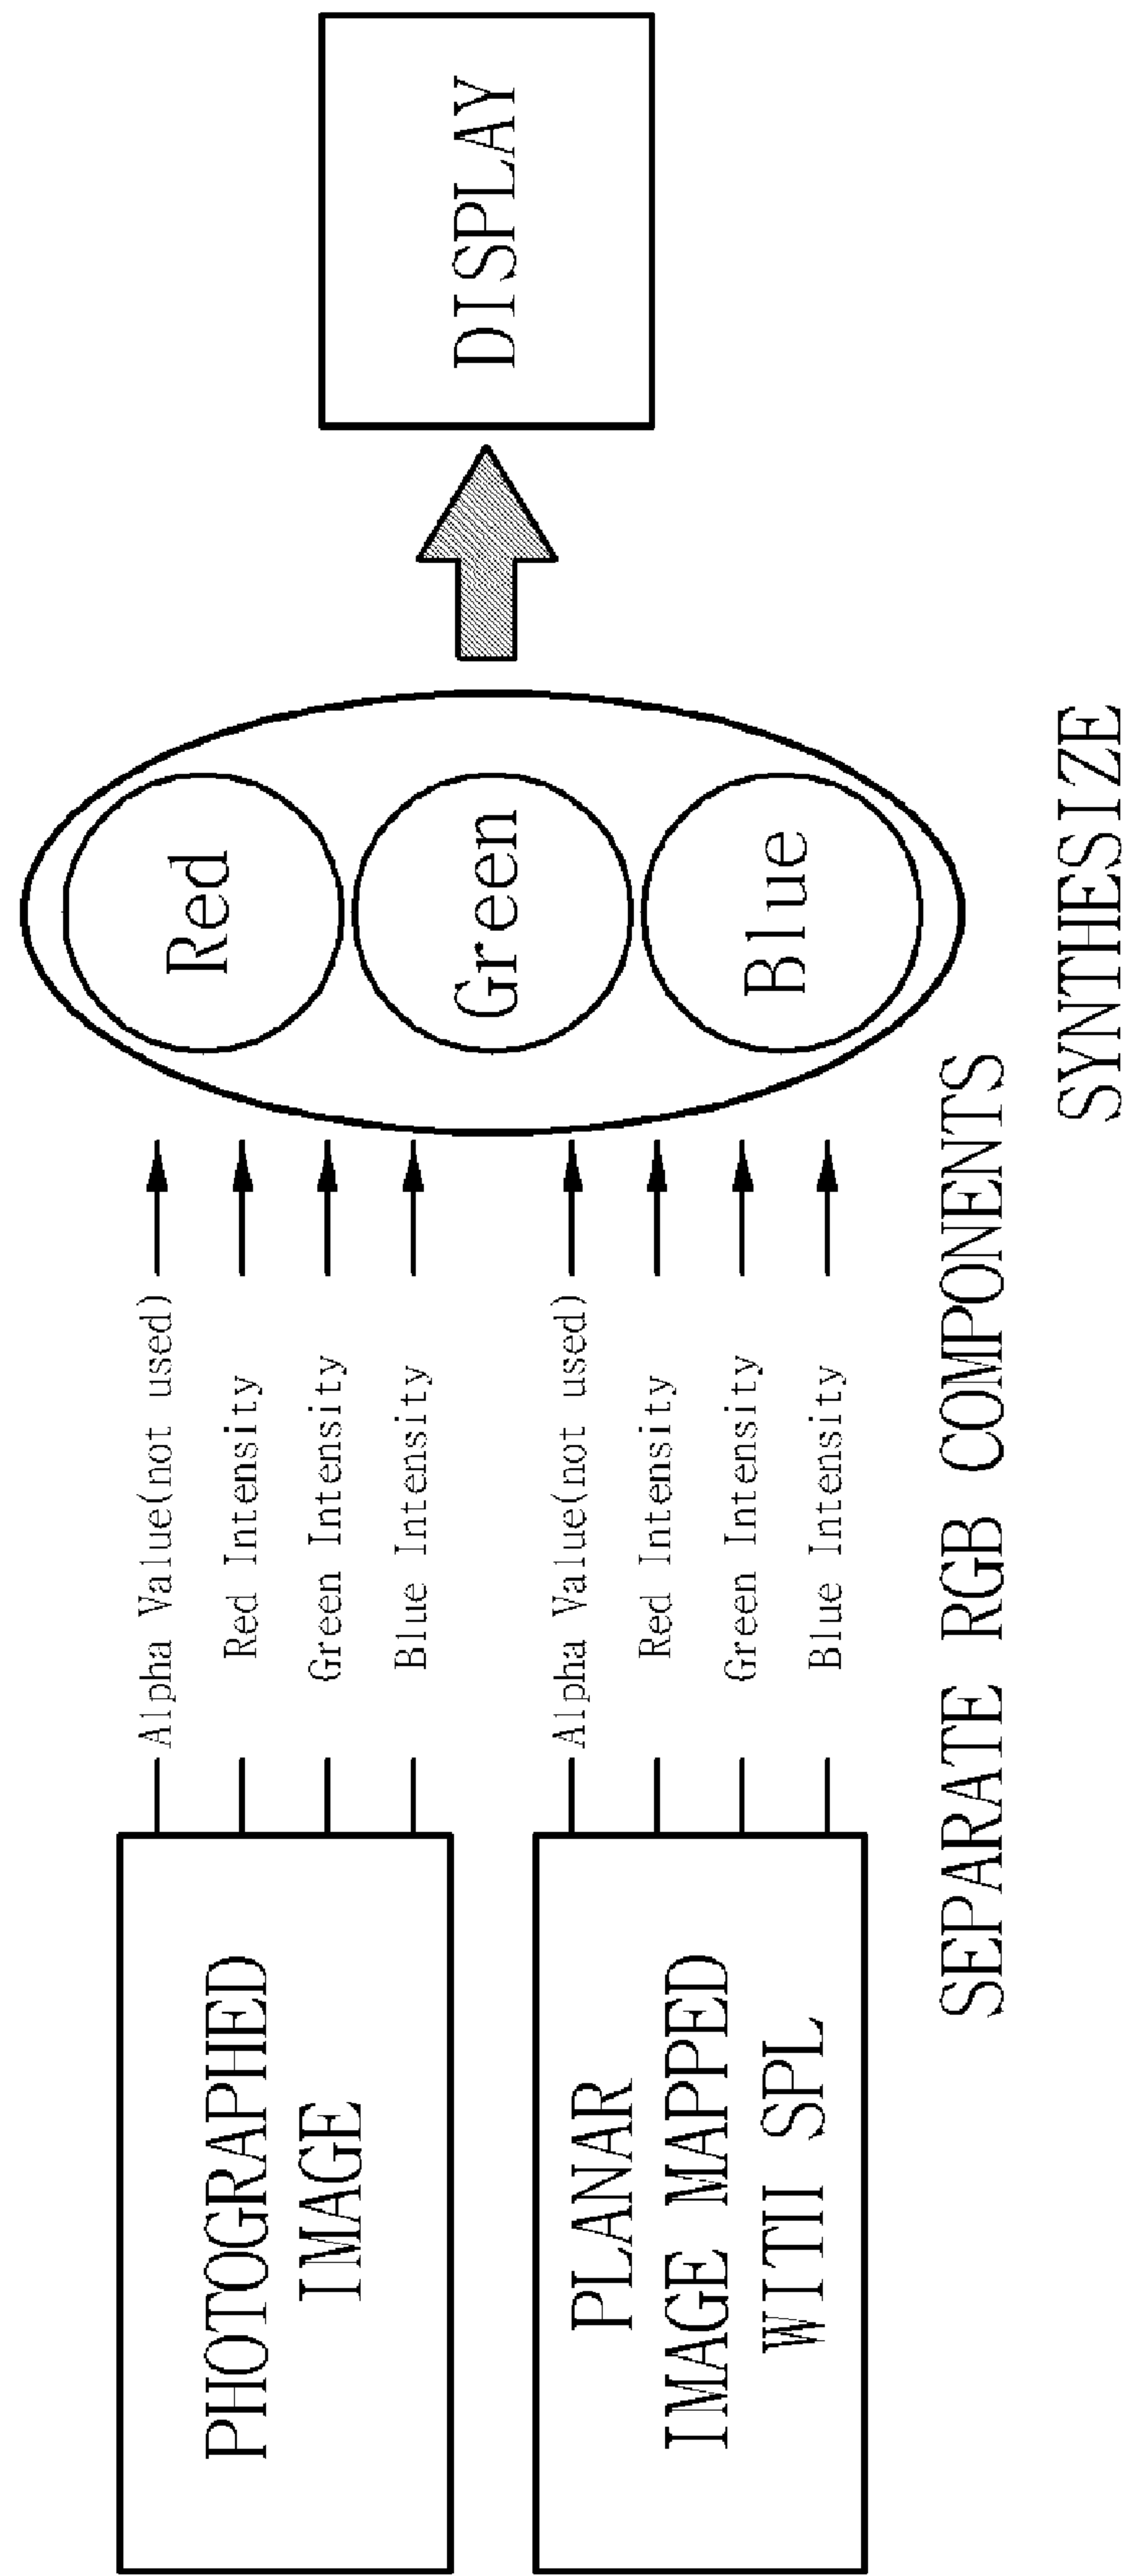 PHOTOGRAPHED
IMAGE
Alpha Value(not used)
Red Intensity
Green Intensity
Blue Intensity
PLANAR
IMAGE MAPPED
WITH SPL
Alpha Value(not used)
Red Intensity
Green Intensity
Blue Intensity
Red
Green
Blue
DISPLAY
SEPARATE RGB COMPONENTS
SYNTHESIZE